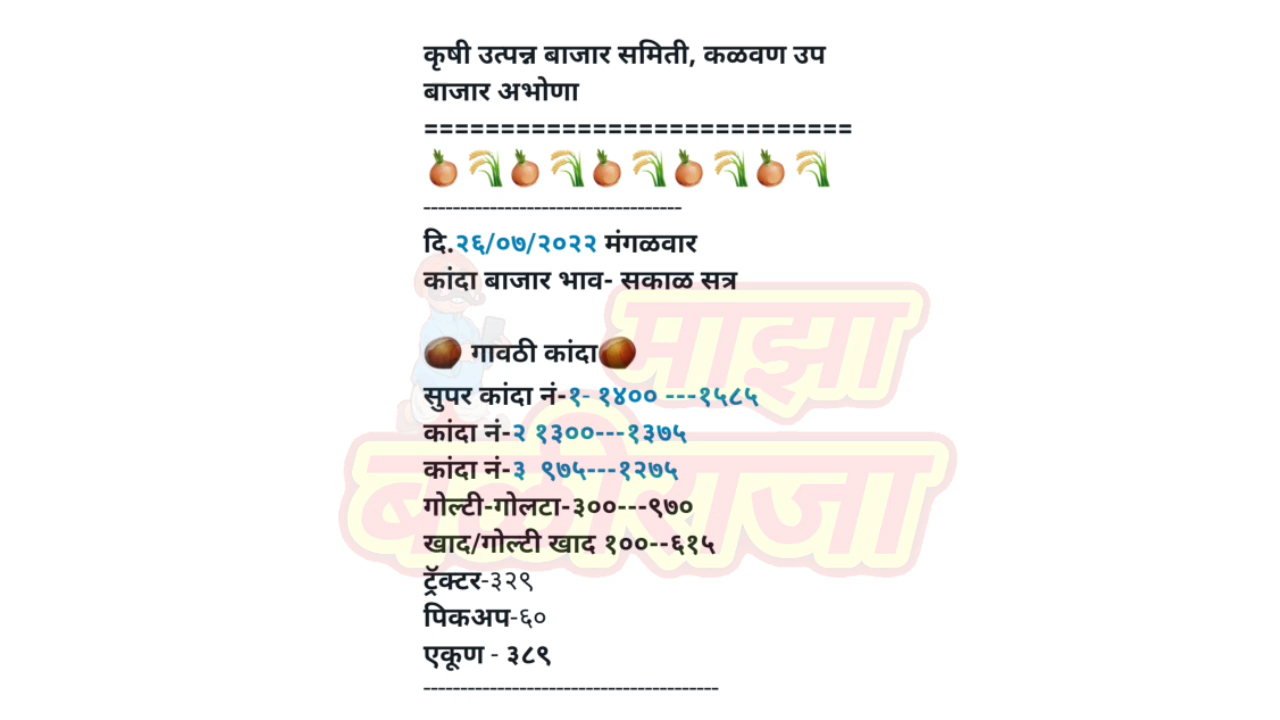 कृषी उत्पन्न बाजार समिती, कळवण उप
बाजार अभोणा
============================
-----------------------------------
दि.२६/०७/२०२२ मंगळवार
कांदा बाजार भाव- सकाळ सत्र
माझा
गावठी कांदा
सुपर कांदा नं-१- १४०० ---१५८५
कांदा नं-२ १३००---१३७५
कांदा नं-३ ९७५---१२७५
बळीराजा
गोल्टी-गोलटा-३००---९७०
खाद/गोल्टी खाद १००--६१५
ट्रॅक्टर-३२९
पिकअप-६०
एकूण - ३८९
----------------------------------------